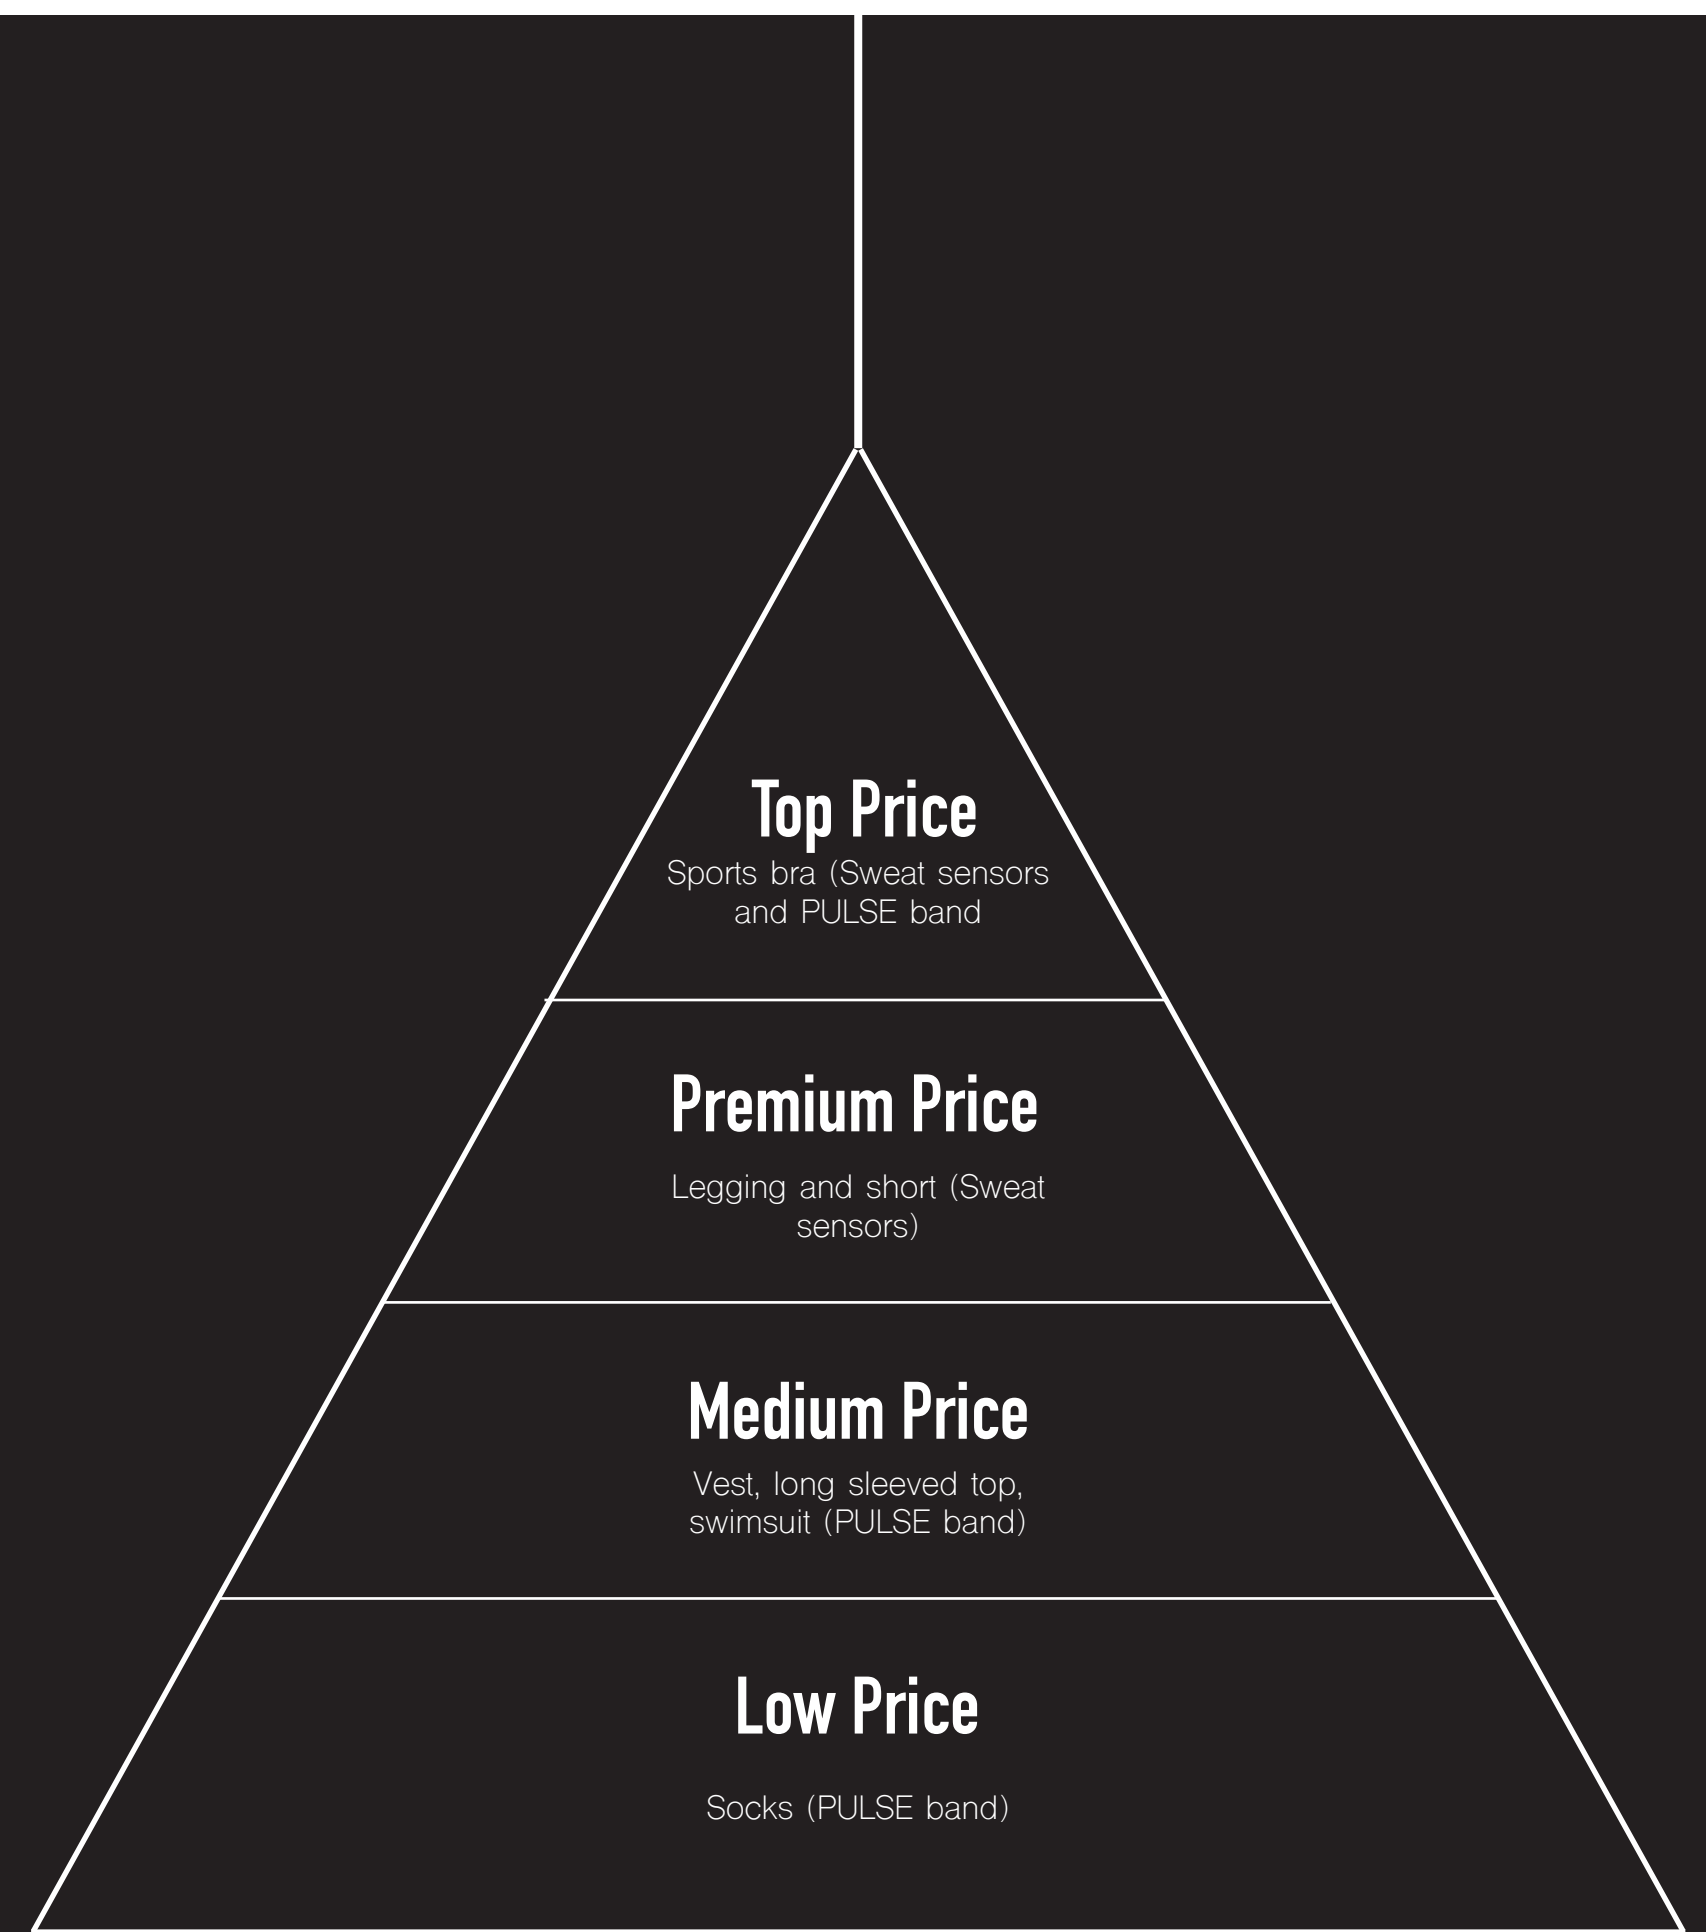 Top Price
Sports bra (Sweat sensors
and PULSE band
Premium Price
Legging and short (Sweat
sensors)
Medium Price
Vest, long sleeved top,
swimsuit (PULSE band)
Low Price
Socks (PULSE band)